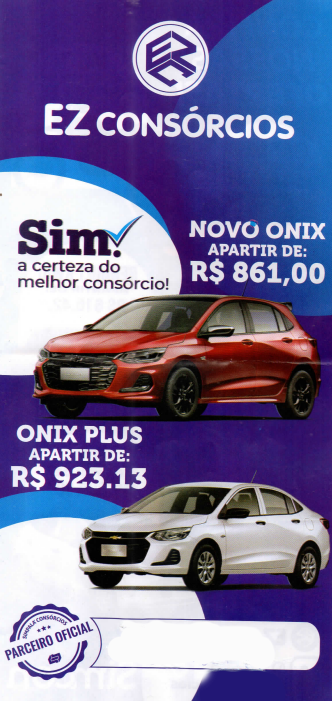 EZ CONSÓRCIOS
Sim!
a certeza do
melhor consórcio!
NOVO ONIX
APARTIR DE:
R$ 861,00
ONIX PLUS
APARTIR DE:
R$ 923.13
PARCEIRO OFICIAL